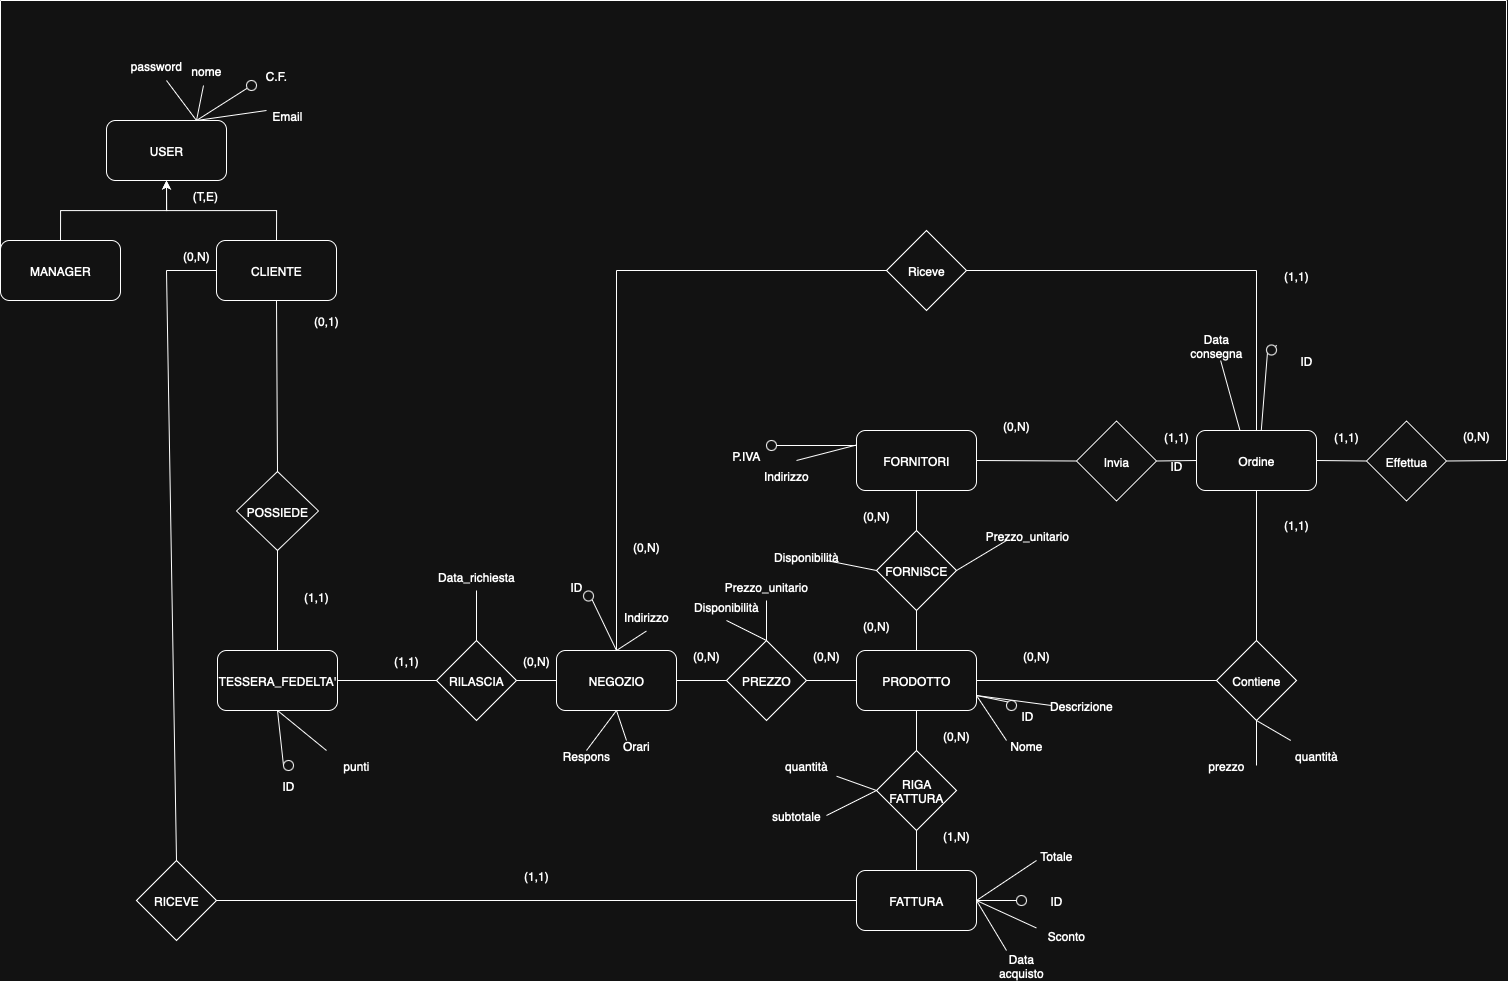 password
nome
C.F.
Email
USER
(T,E)
(0,N)
MANAGER
CLIENTE
(0,1)
Riceve
(1,1)
Data
consegna
ID
P.IVA
Indirizzo
FORNITORI
(0,N)
Invia
(1,1)
ID
Ordine
(1,1)
Effettua
(0,N)
POSSIEDE
(0,N)
(1,1)
Disponibilità
FORNISCE
Prezzo_unitario
(0,N)
Data_richiesta
ID
Indirizzo
Prezzo_unitario
Disponibilità
(1,1)
(0,N)
TESSERA_FEDELTA'
(1,1)
RILASCIA
(0,N)
NEGOZIO
(0,N)
PREZZO
(0,N)
PRODOTTO
(0,N)
Contiene
ID
Descrizione
Nome
Respons
Orari
(0,N)
punti
ID
prezzo
quantità
quantità
subtotale
RIGA
FATTURA
(1,N)
RICEVE
(1,1)
FATTURA
Totale
ID
Sconto
Data
acquisto